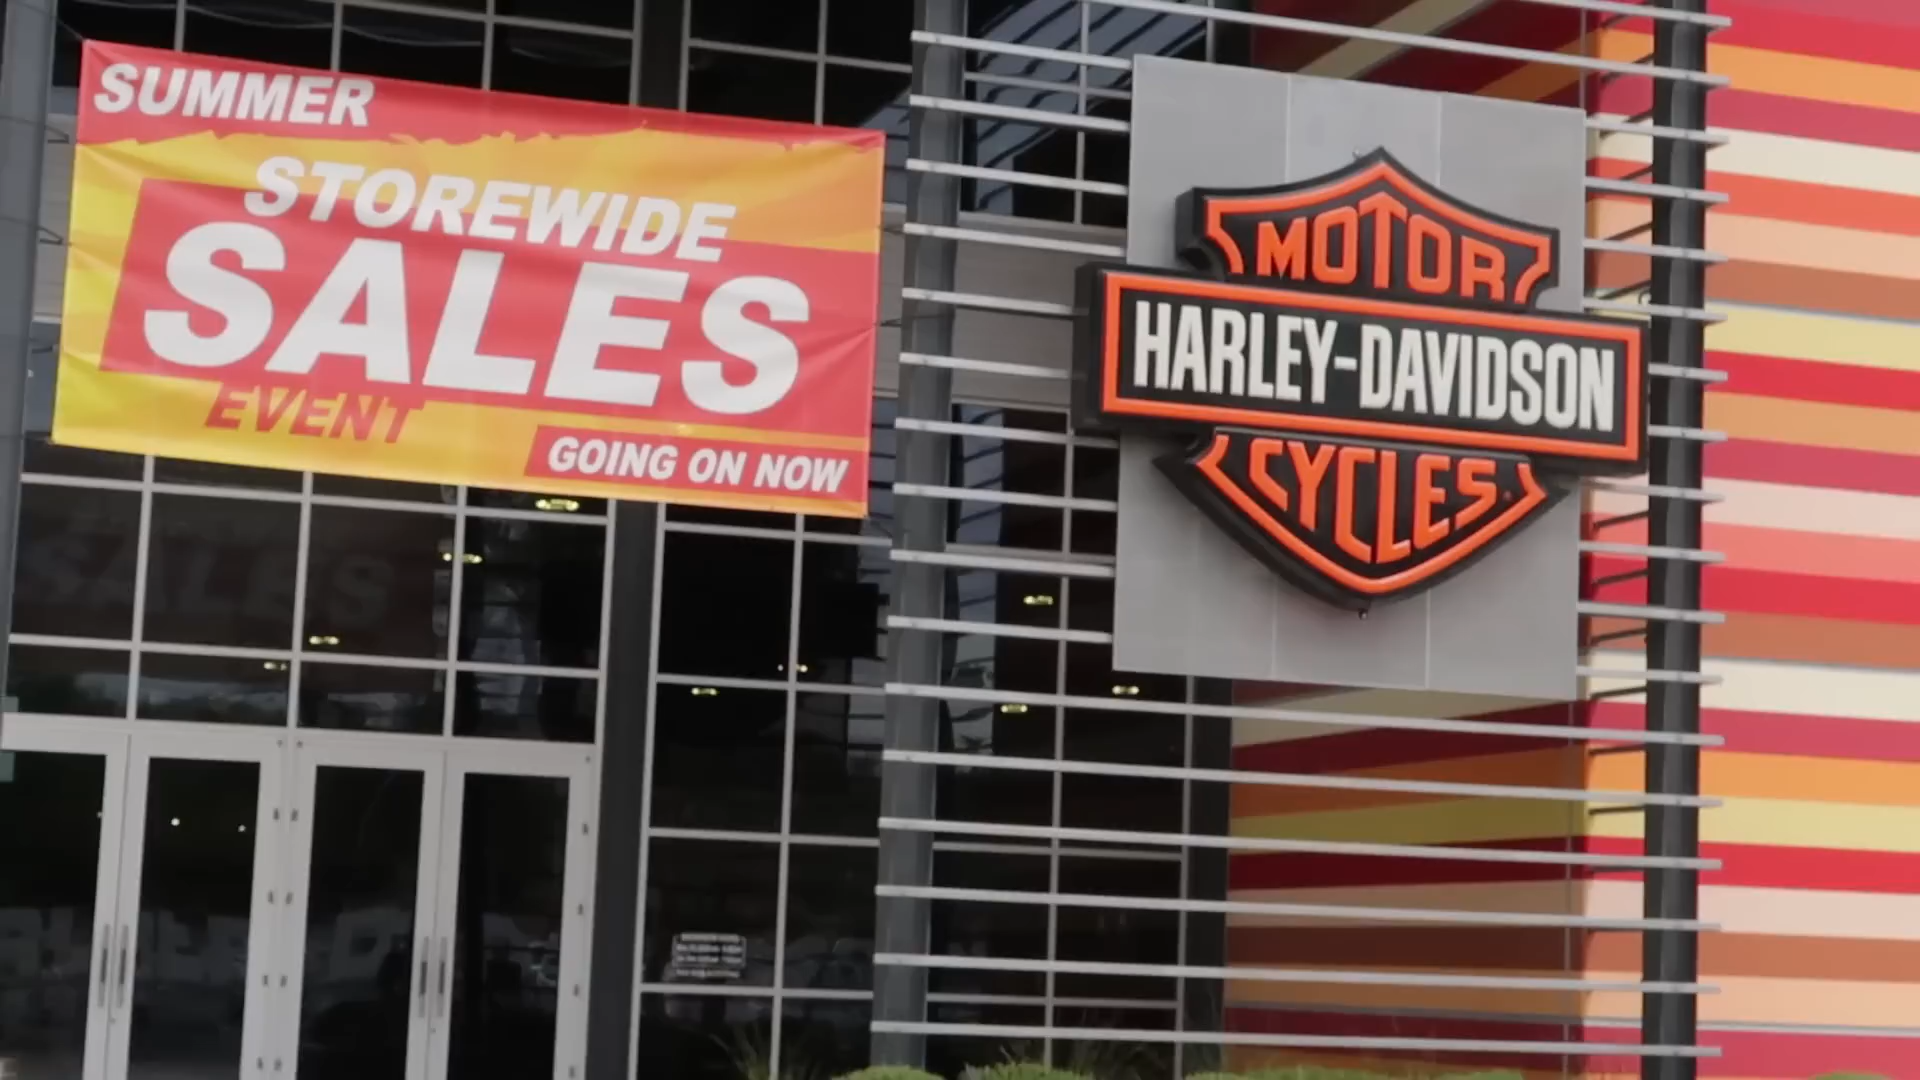 SUMMER
STOREWIDE
SALES
EVENT
GOING ON NOW
MOTOR
HARLEY-DAVIDSON
CYCLES